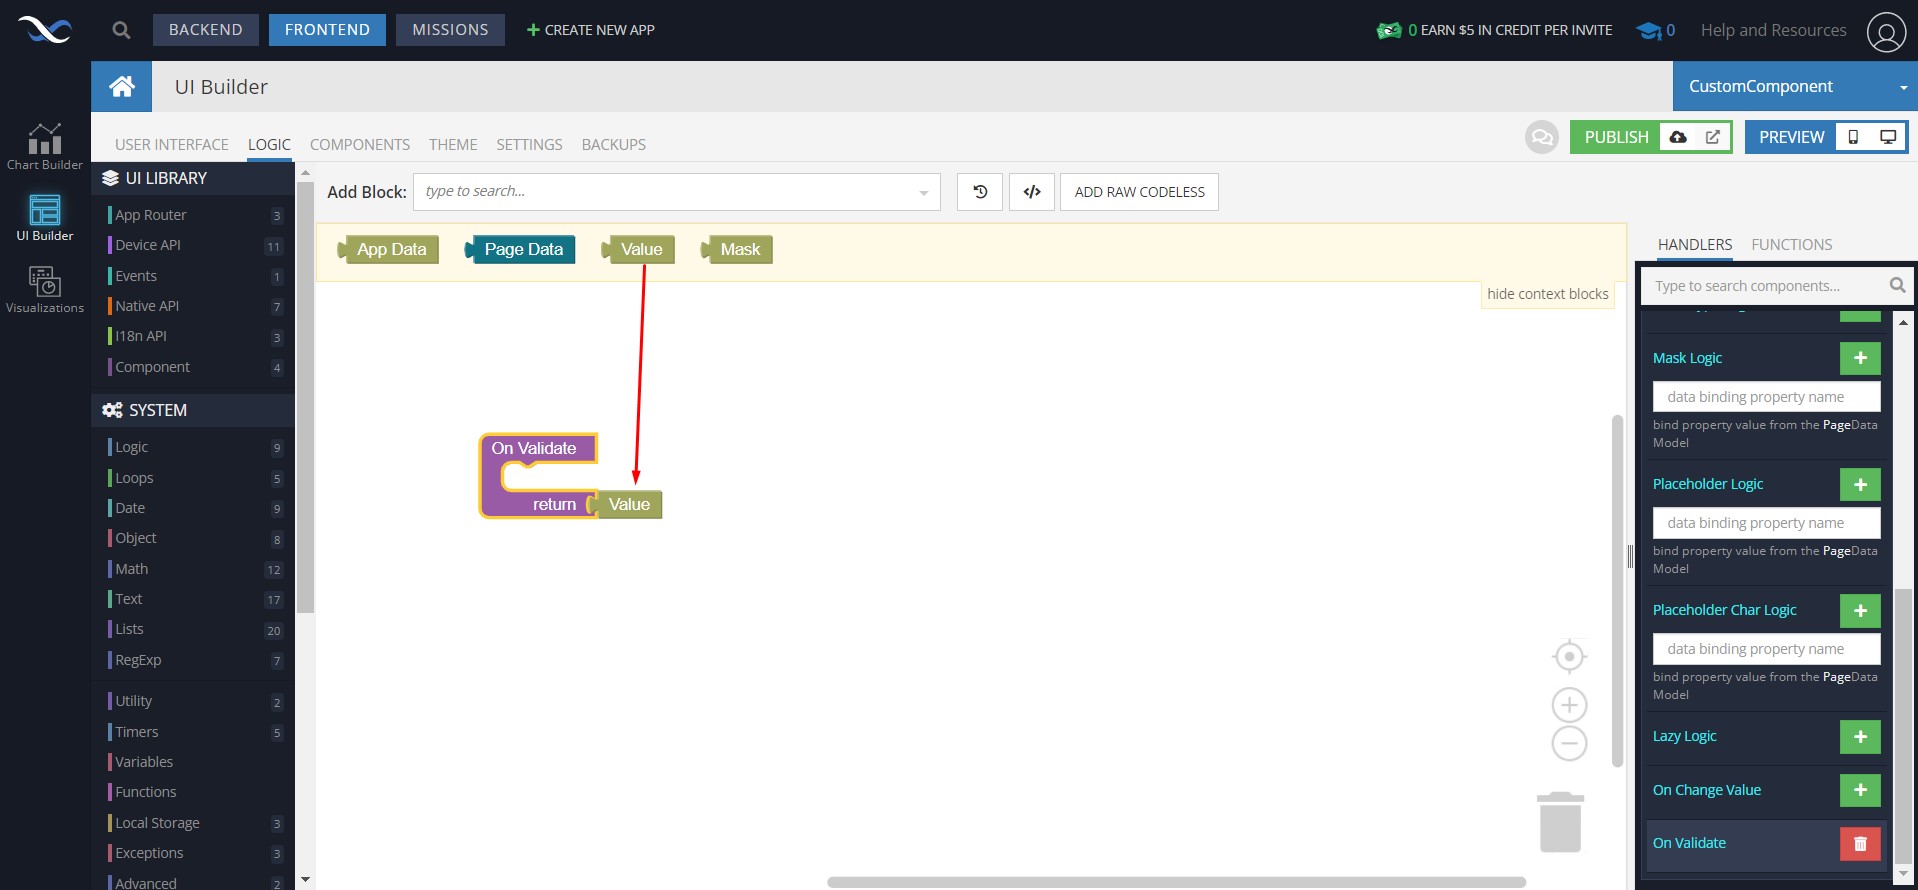 BACKEND
FRONTEND
MISSIONS
CREATE NEW APP
0 EARN $5 IN CREDIT PER INVITE
0
Help and Resources
UI Builder
CustomComponent
Chart Builder
UI Builder
Visualizations
USER INTERFACE
LOGIC
COMPONENTS
THEME
SETTINGS
BACKUPS
PUBLISH
PREVIEW
UI LIBRARY
App Router 3
Device API 11
Events 1
Native API 7
I18n API 3
Component 4
SYSTEM
Logic 9
Loops 5
Date 9
Object 8
Math 12
Text 17
Lists 20
RegExp 7
Utility 2
Timers 5
Variables
Functions
Local Storage 3
Exceptions 3
Advanced 2
Add Block:
type to search...
ADD RAW CODELESS
App Data
Page Data
Value
Mask
hide context blocks
On Validate
return
Value
HANDLERS
FUNCTIONS
Type to search components...
Mask Logic
data binding property name
bind property value from the PageData
Model
Placeholder Logic
data binding property name
bind property value from the PageData
Model
Placeholder Char Logic
data binding property name
bind property value from the PageData
Model
Lazy Logic
On Change Value
On Validate